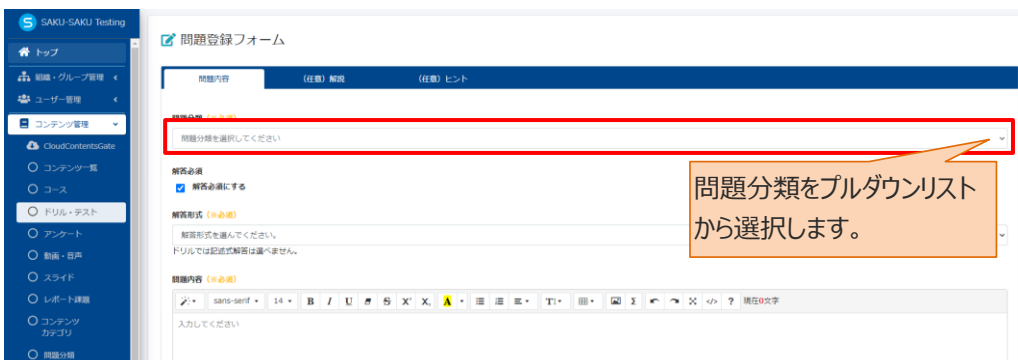 SAKU-SAKU Testing
トップ
組織・グループ管理
ユーザー管理
コンテンツ管理
CloudContentsGate
コンテンツ一覧
コース
ドリル・テスト
アンケート
動画・音声
スライド
レポート課題
コンテンツ
カテゴリ
問題分類
問題登録フォーム
問題内容 (任意) 解説 (任意) ヒント
問題分類 (※必須)
問題分類を選択してください
解答必須
解答必須にする
解答形式 (※必須)
解答形式を選んでください。
ドリルでは記述式解答は選べません。
問題内容 (※必須)
sans-serif 14 B I U S X² X₂ A TI Σ </> ? 現在0文字
入力してください
問題分類をプルダウンリスト
から選択します。